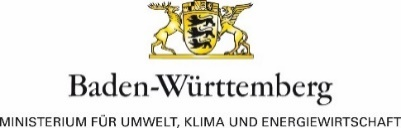 Baden-Württemberg
MINISTERIUM FÜR UMWELT, KLIMA UND ENERGIEWIRTSCHAFT